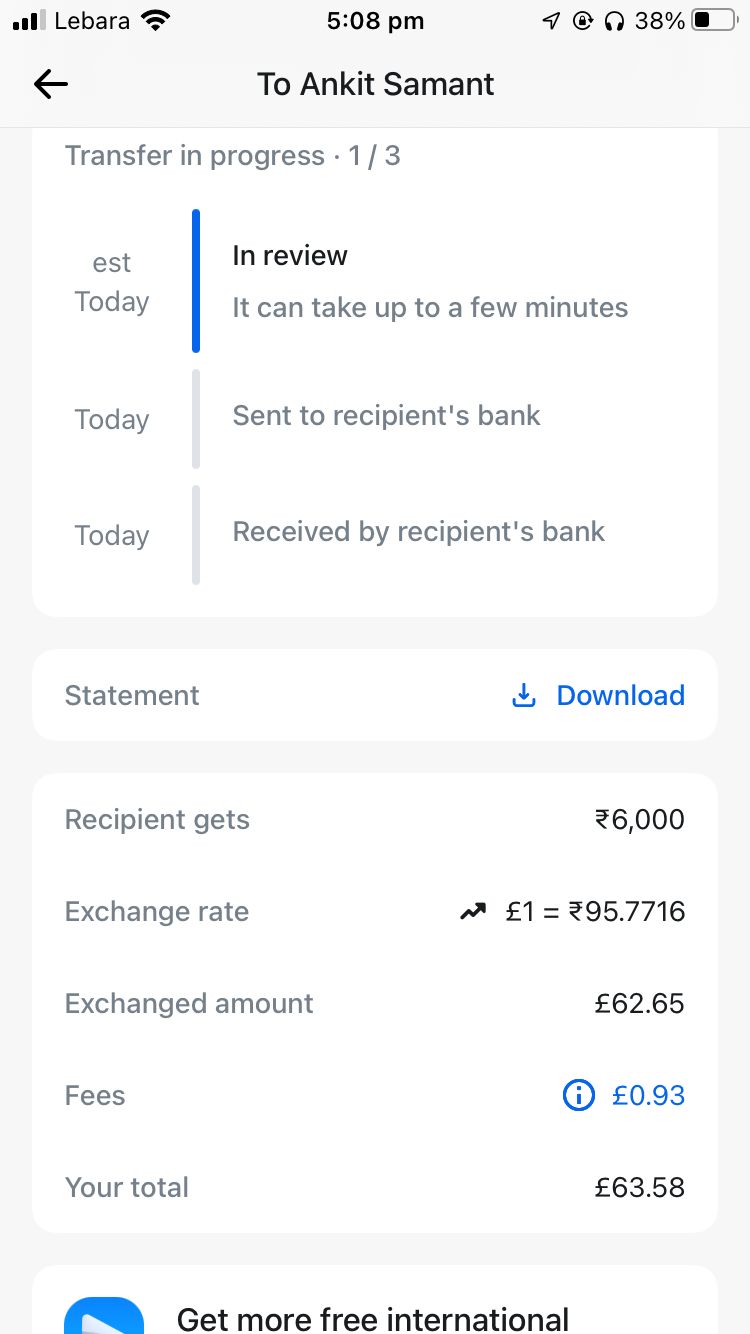 Lebara 5:08 pm 38%
To Ankit Samant
Transfer in progress · 1 / 3
est
Today
In review
It can take up to a few minutes
Today
Sent to recipient's bank
Today
Received by recipient's bank
Statement Download
Recipient gets ₹6,000
Exchange rate £1 = ₹95.7716
Exchanged amount £62.65
Fees £0.93
Your total £63.58
Get more free international